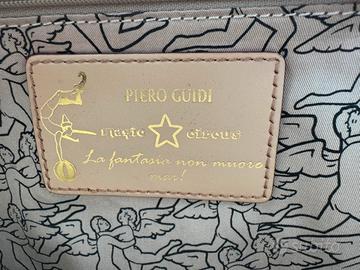 PIERO GUIDI
magic circus
La fantasia non muore
mai!